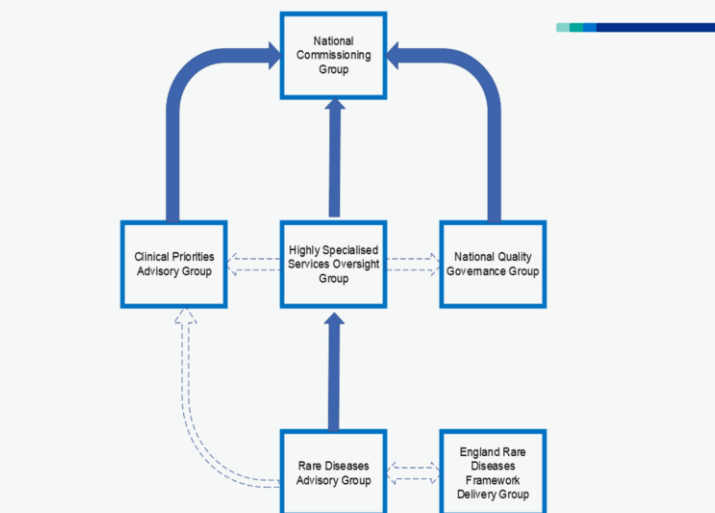 National
Commissioning
Group
Clinical Priorities
Advisory Group
Highly Specialised
Services Oversight
Group
National Quality
Governance Group
Rare Diseases
Advisory Group
England Rare
Diseases
Framework
Delivery Group